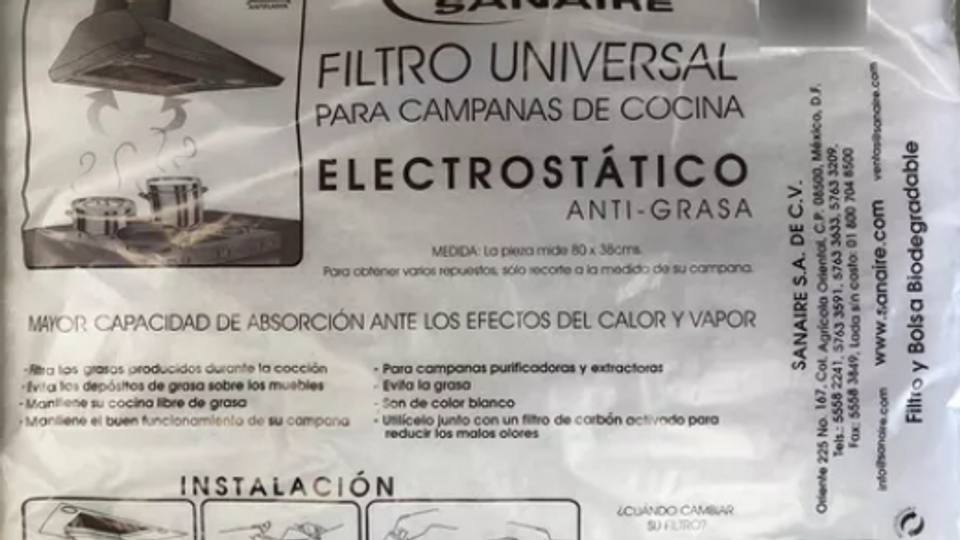 SANAIRE
FILTRO UNIVERSAL
PARA CAMPANAS DE COCINA
ELECTROSTÁTICO
ANTI-GRASA
MEDIDA: La pieza mide 80 x 38cms.
Para obtener varios repuestos, sólo recorte a la medida de su campana.
MAYOR CAPACIDAD DE ABSORCIÓN ANTE LOS EFECTOS DEL CALOR Y VAPOR
·Filtra las grasas producidos durante la cocción
·Evita los depósitos de grasa sobre los muebles
·Mantiene su cocina libre de grasa
·Mantiene el buen funcionamiento de su campana
· Para campanas purificadoras y extractoras
· Evita la grasa
· Son de color blanco
· Utilícelo junto con un filtro de carbón activado para
reducir los malos olores
INSTALACIÓN
¿CUÁNDO CAMBIAR
SU FILTRO?
SANAIRE S.A. DE C.V.
Oriente 225 No. 167, Col. Agrícola Oriental, C.P. 08500, México, D.F.
Tels.: 5558 2241, 5763 3591, 5763 3633, 5763 3209,
Fax: 5558 3849, Lada sin costo: 01 800 704 8500
info@sanaire.com www.sanaire.com ventas@sanaire.com
Filtro y Bolsa Biodegradable